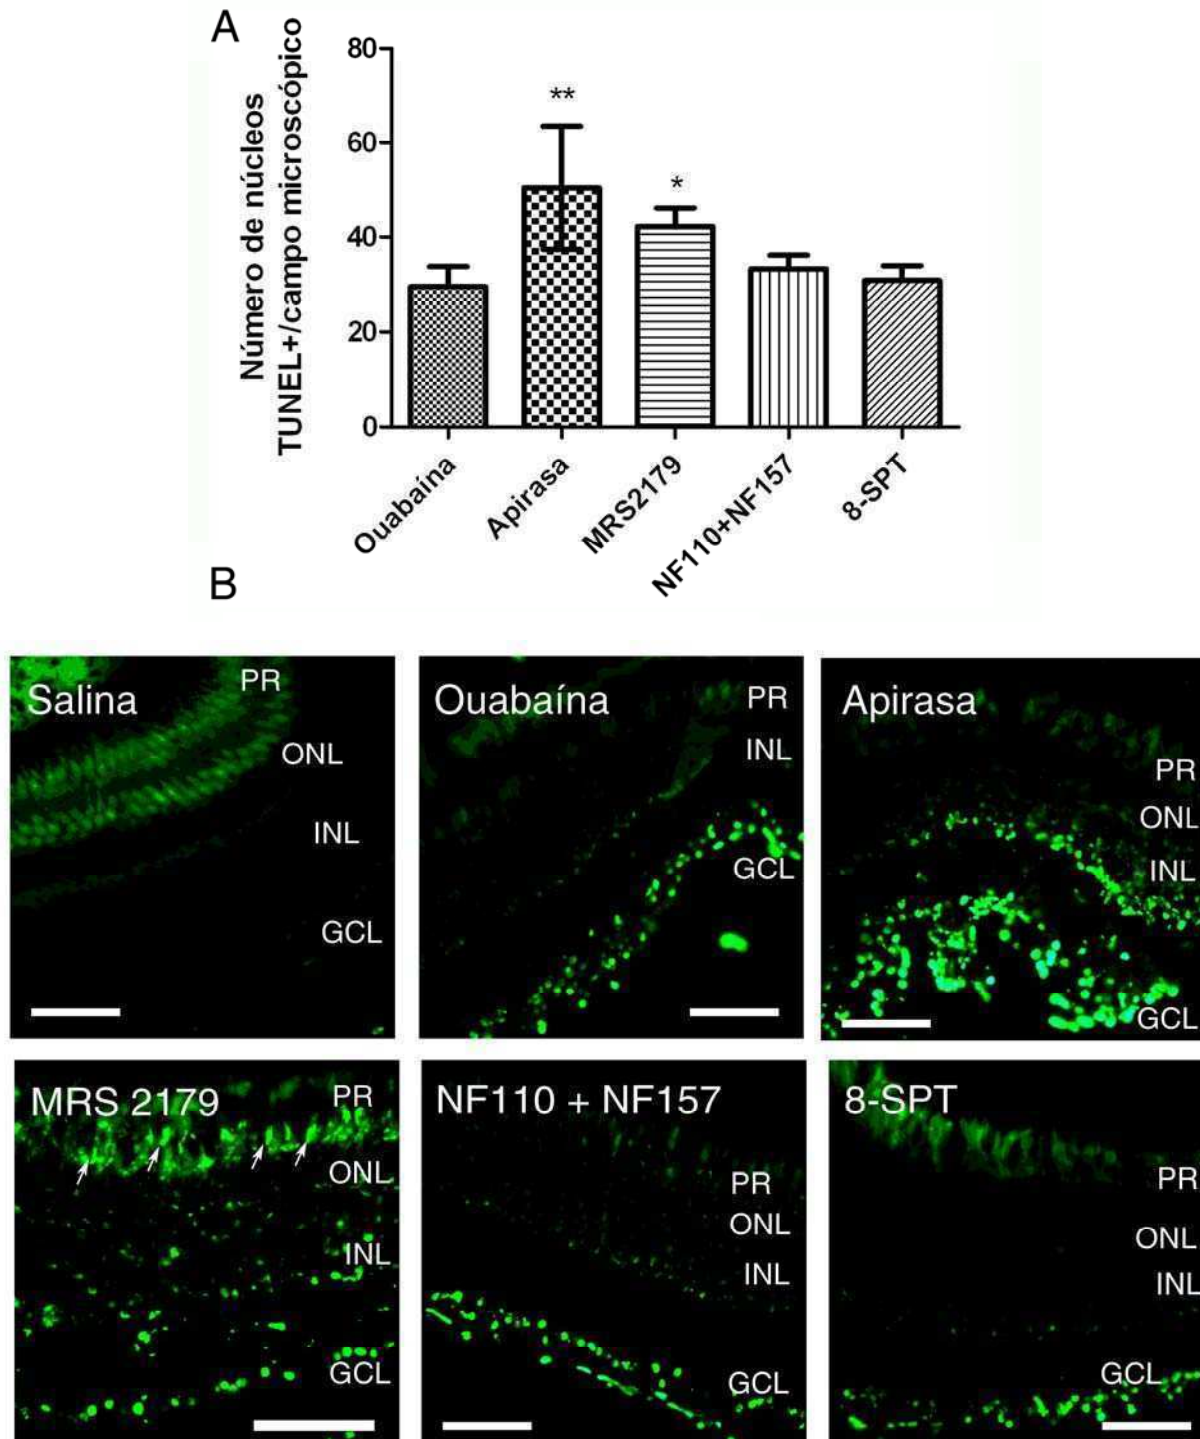 A
Número de núcleos
TUNEL+/campo microscópico
80
60
40
20
0
**
*
Ouabaína
Apirasa
MRS2179
NF110+NF157
8-SPT
B
Salina
PR
ONL
INL
GCL
Ouabaína
PR
INL
GCL
Apirasa
PR
ONL
INL
GCL
MRS 2179
PR
ONL
INL
GCL
NF110 + NF157
PR
ONL
INL
GCL
8-SPT
PR
ONL
INL
GCL